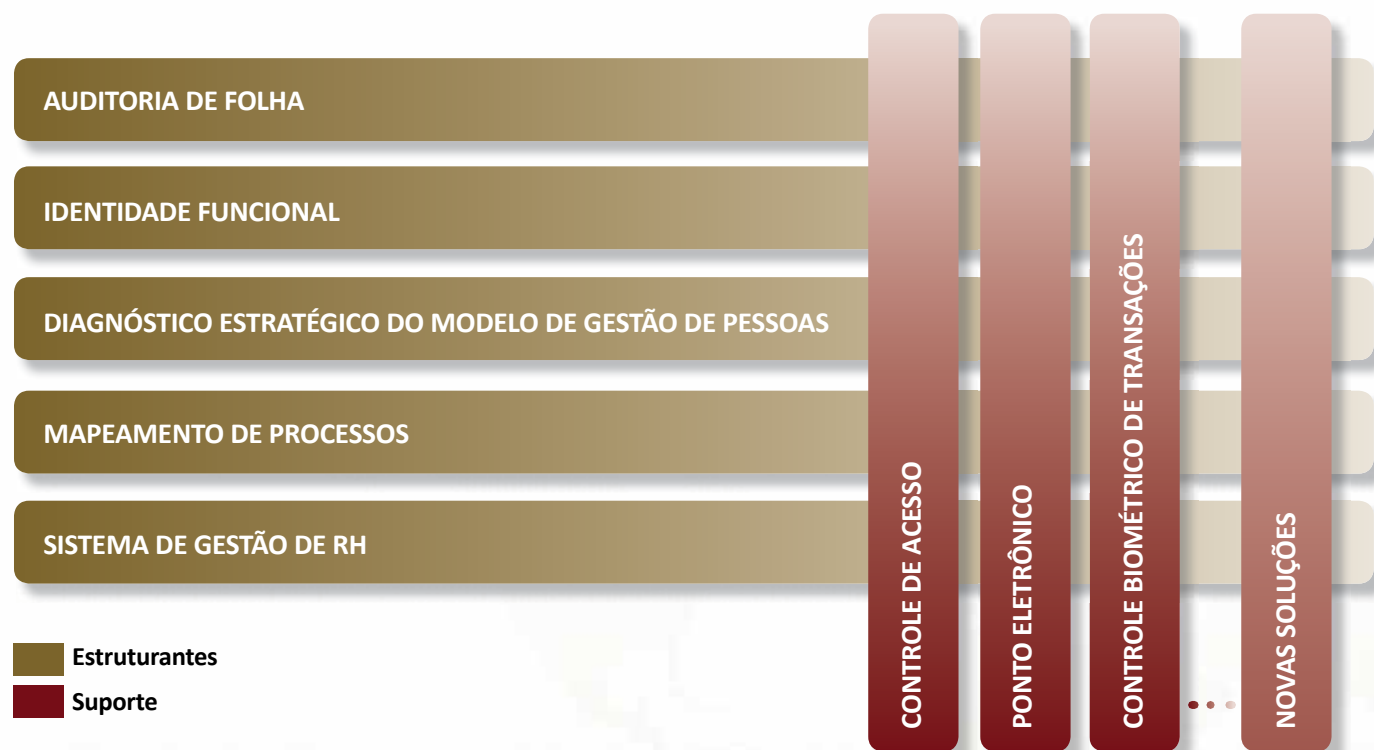 AUDITORIA DE FOLHA
IDENTIDADE FUNCIONAL
DIAGNÓSTICO ESTRATÉGICO DO MODELO DE GESTÃO DE PESSOAS
MAPEAMENTO DE PROCESSOS
SISTEMA DE GESTÃO DE RH
CONTROLE DE ACESSO
PONTO ELETRÔNICO
CONTROLE BIOMÉTRICO DE TRANSAÇÕES
NOVAS SOLUÇÕES
Estruturantes
Suporte